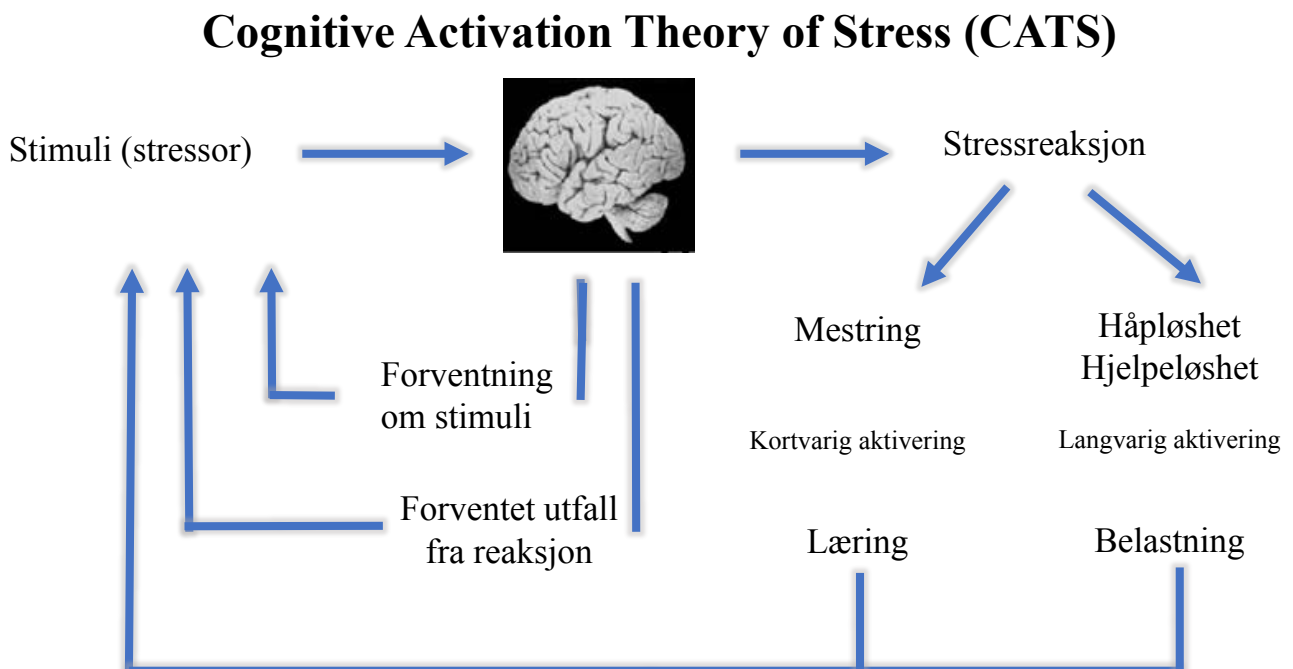 Cognitive Activation Theory of Stress (CATS)
Stimuli (stressor)
Stressreaksjon
Mestring
Håpløshet
Hjelpeløshet
Forventning
om stimuli
Kortvarig aktivering
Langvarig aktivering
Forventet utfall
fra reaksjon
Læring
Belastning